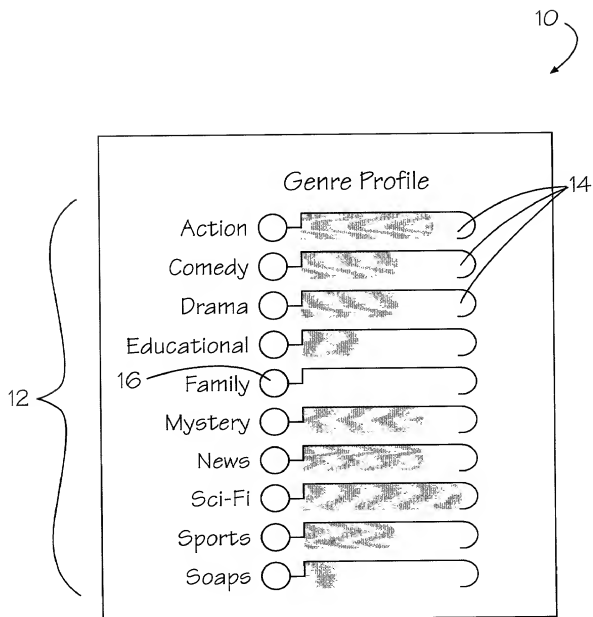 10
Genre Profile
14
Action
Comedy
Drama
Educational
16
Family
12
Mystery
News
Sci-Fi
Sports
Soaps